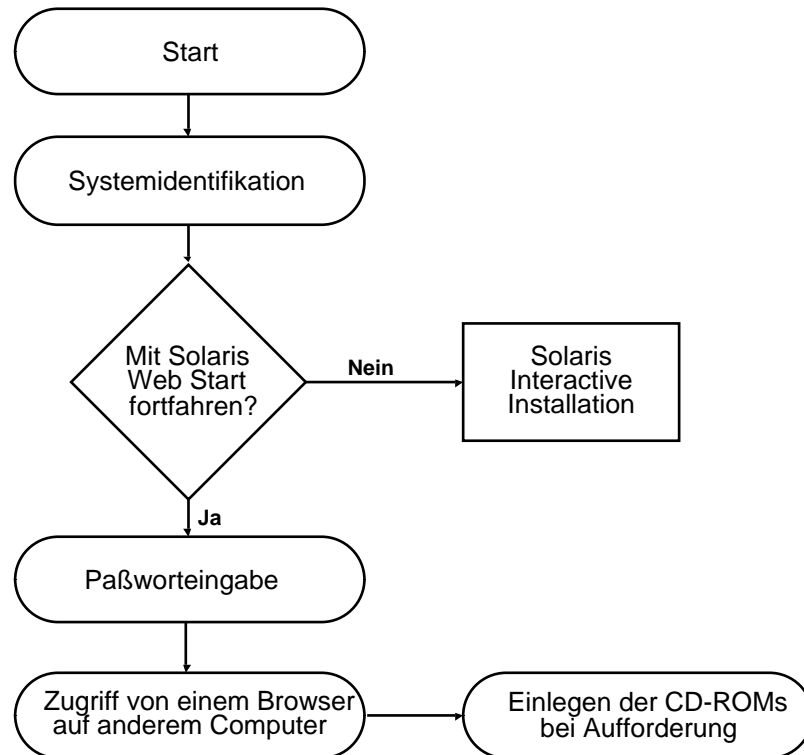 Start
Systemidentifikation
Mit Solaris
Web Start
fortfahren?
Nein
Solaris
Interactive
Installation
Ja
Paßworteingabe
Zugriff von einem Browser
auf anderem Computer
Einlegen der CD-ROMs
bei Aufforderung